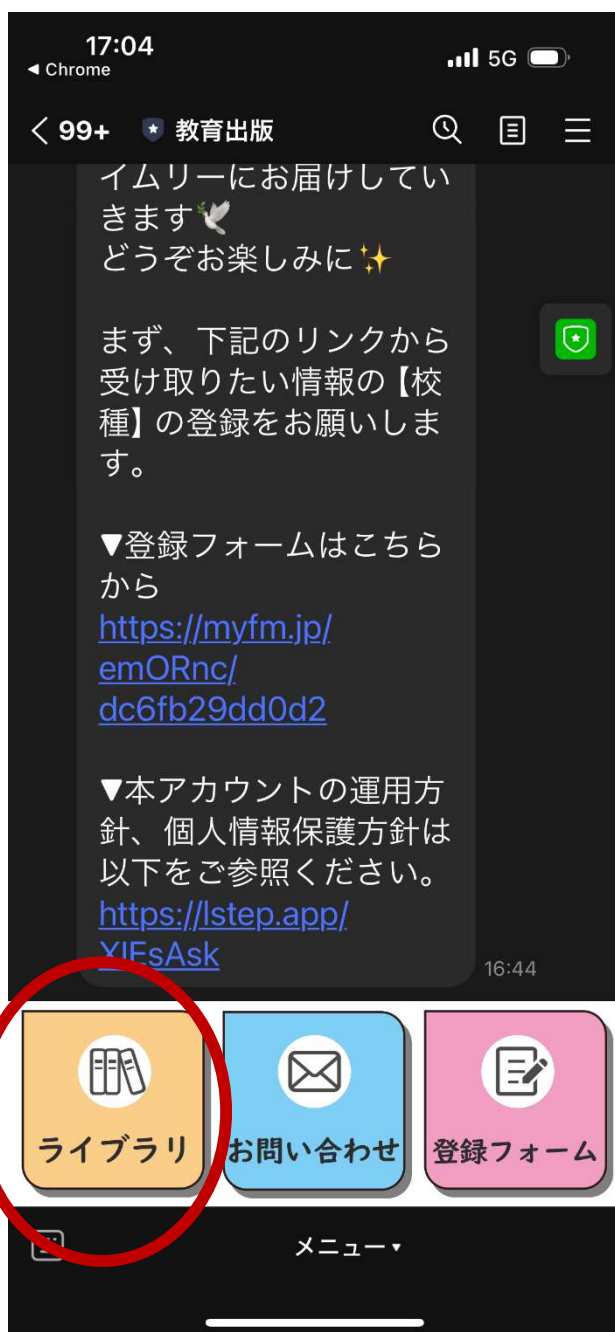 17:04
◀ Chrome
5G
99+
教育出版
イムリーにお届けしてい
きます🕊
どうぞお楽しみに✨
まず、下記のリンクから
受け取りたい情報の【校
種】の登録をお願いしま
す。
▼登録フォームはこちら
から
https://myfm.jp/
emORnc/
dc6fb29dd0d2
▼本アカウントの運用方
針、個人情報保護方針は
以下をご参照ください。
https://lstep.app/
XIEsAsk
16:44
ライブラリ
お問い合わせ
登録フォーム
メニュー▾